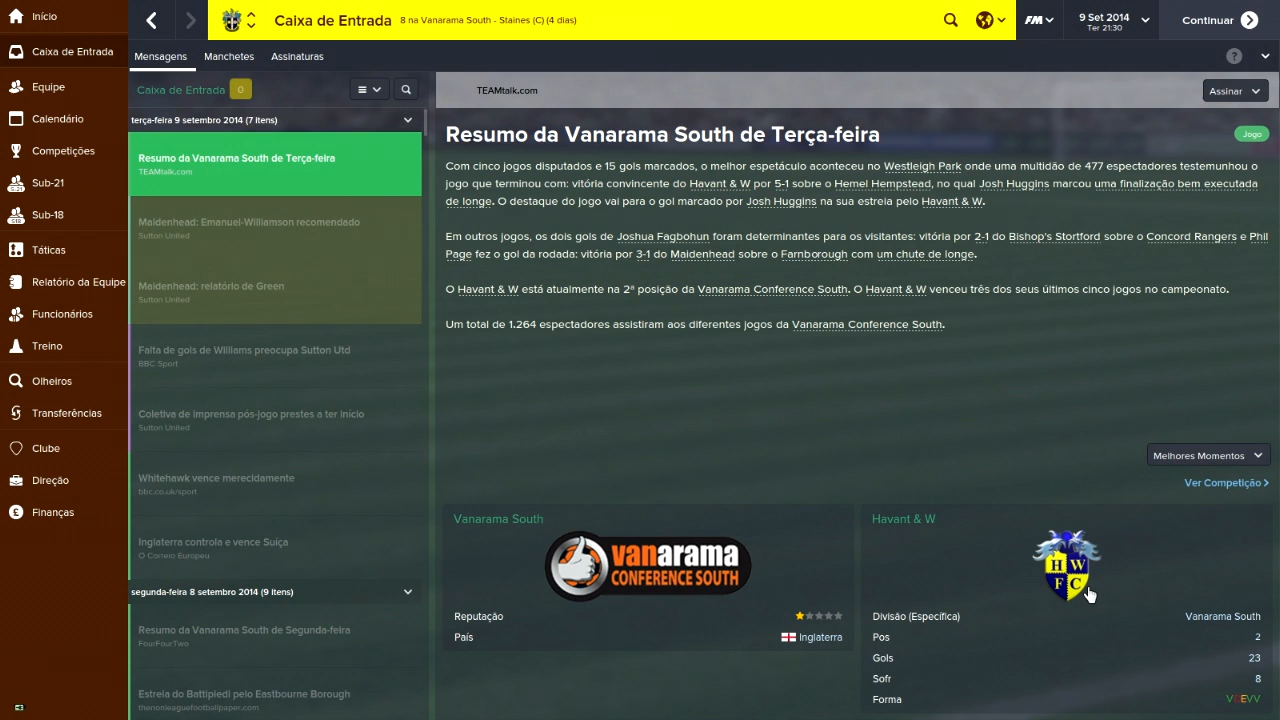 Início
Caixa de Entrada
Equipe
Calendário
Competições
Sub-21
Sub-18
Táticas
Relatório da Equipe
Funcionários
Treino
Olheiros
Transferências
Clube
Direção
Finanças
Caixa de Entrada
8 na Vanarama South - Staines (C) (4 dias)
FM
9 Set 2014
Ter 21:30
Continuar
Mensagens Manchetes Assinaturas
?
Caixa de Entrada 0
terça-feira 9 setembro 2014 (7 itens)
Resumo da Vanarama South de Terça-feira
TEAMtalk.com
Maidenhead: Emanuel-Williamson recomendado
Sutton United
Maidenhead: relatório de Green
Sutton United
Falta de gols de Williams preocupa Sutton Utd
BBC Sport
Coletiva de imprensa pós-jogo prestes a ter início
Sutton United
Whitehawk vence merecidamente
bbc.co.uk/sport
Inglaterra controla e vence Suíça
O Correio Europeu
segunda-feira 8 setembro 2014 (9 itens)
Resumo da Vanarama South de Segunda-feira
FourFourTwo
Estreia do Battipiedi pelo Eastbourne Borough
thenonleaguefootballpaper.com
TEAMtalk.com
Assinar
Resumo da Vanarama South de Terça-feira
Jogo
Com cinco jogos disputados e 15 gols marcados, o melhor espetáculo aconteceu no Westleigh Park onde uma multidão de 477 espectadores testemunhou o
jogo que terminou com: vitória convincente do Havant & W por 5-1 sobre o Hemel Hempstead, no qual Josh Huggins marcou uma finalização bem executada
de longe. O destaque do jogo vai para o gol marcado por Josh Huggins na sua estreia pelo Havant & W.
Em outros jogos, os dois gols de Joshua Fagbohun foram determinantes para os visitantes: vitória por 2-1 do Bishop's Stortford sobre o Concord Rangers e Phil
Page fez o gol da rodada: vitória por 3-1 do Maidenhead sobre o Farnborough com um chute de longe.
O Havant & W está atualmente na 2ª posição da Vanarama Conference South. O Havant & W venceu três dos seus últimos cinco jogos no campeonato.
Um total de 1.264 espectadores assistiram aos diferentes jogos da Vanarama Conference South.
Melhores Momentos
Ver Competição
Vanarama South
vanarama
CONFERENCE SOUTH
Reputação
País Inglaterra
Havant & W
H W
F C
Divisão (Específica) Vanarama South
Pos 2
Gols 23
Sofr 8
Forma